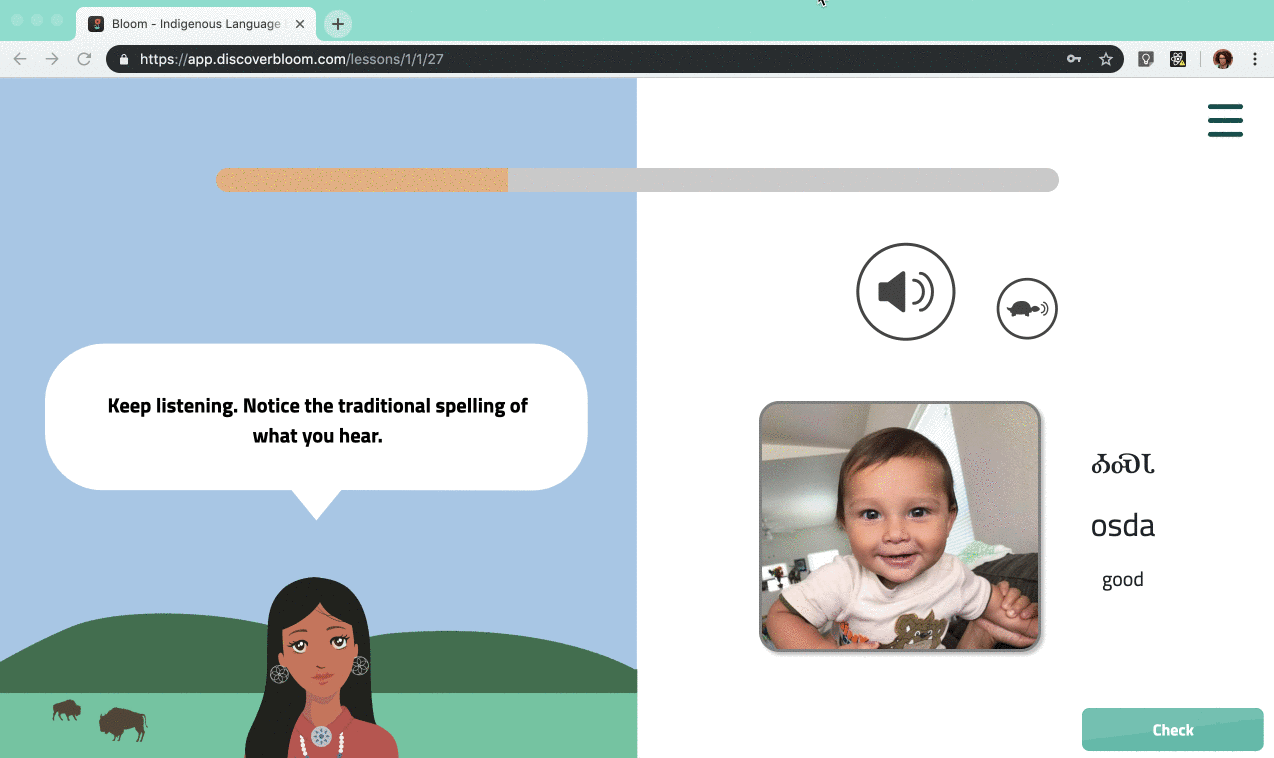 Bloom - Indigenous Language
https://app.discoverbloom.com/lessons/1/1/27
Keep listening. Notice the traditional spelling of
what you hear.
ᎣᏍᏓ
osda
good
Check